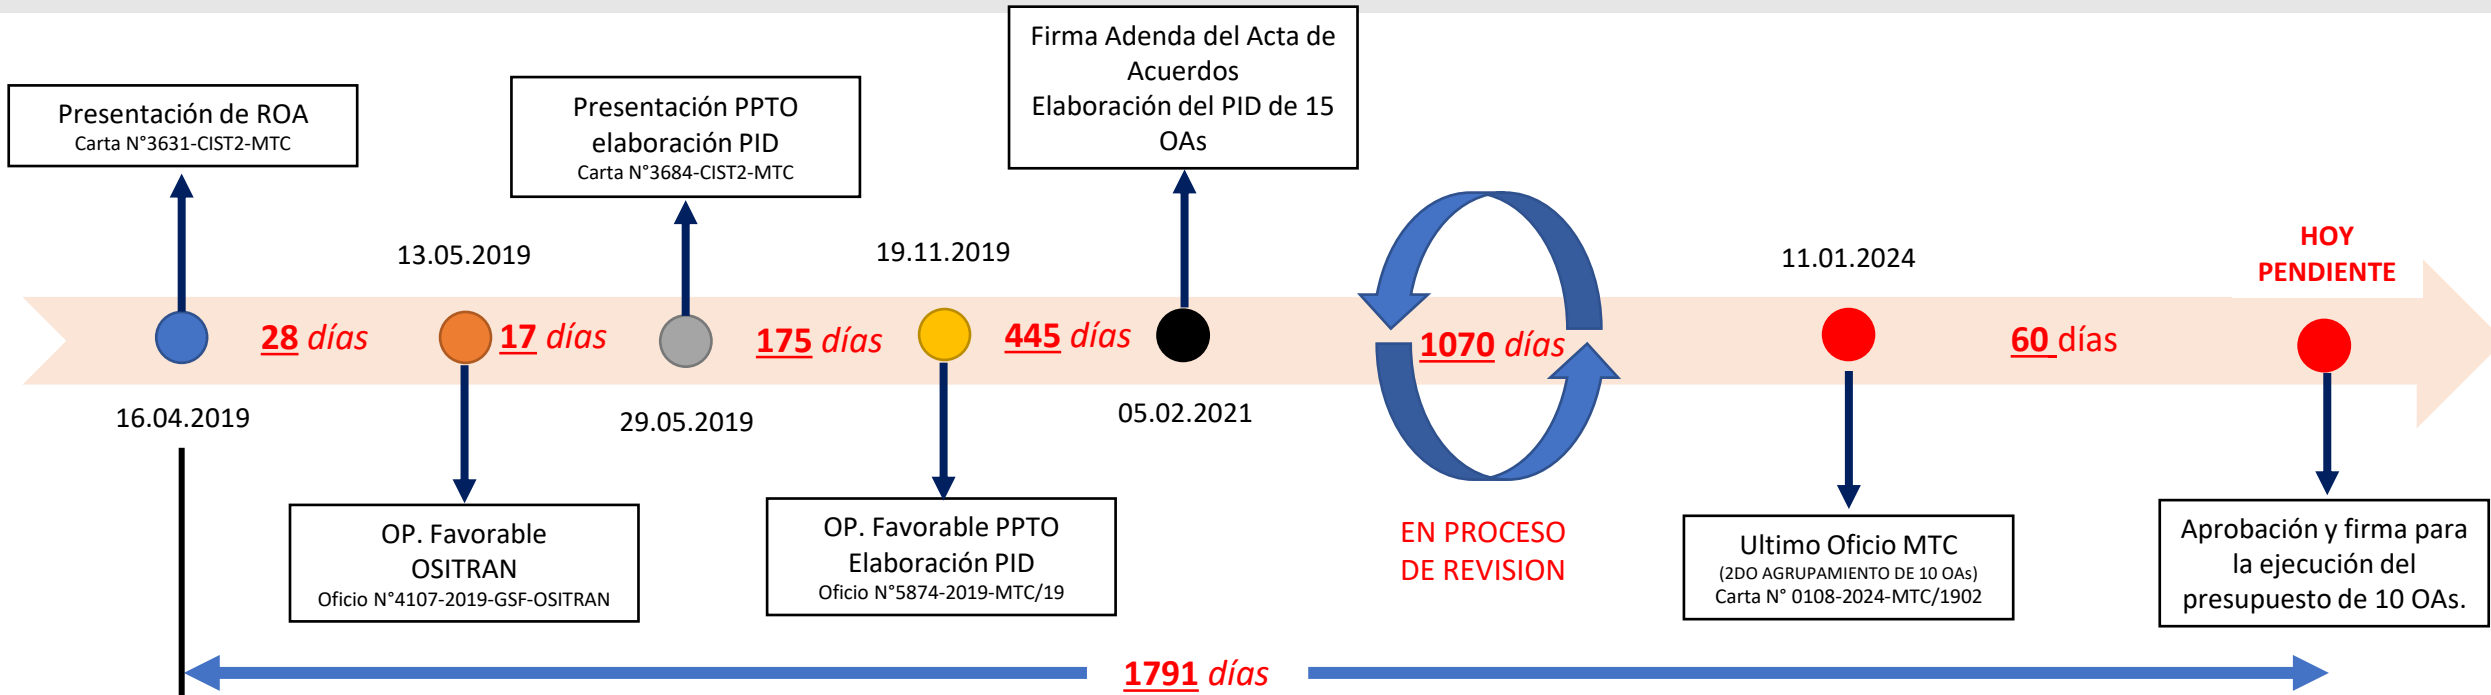 Presentación de ROA
Carta N°3631-CIST2-MTC
Presentación PPTO
elaboración PID
Carta N°3684-CIST2-MTC
Firma Adenda del Acta de
Acuerdos
Elaboración del PID de 15
OAs
13.05.2019
19.11.2019
11.01.2024
HOY
PENDIENTE
28 días
17 días
175 días
445 días
1070 días
60 días
16.04.2019
29.05.2019
05.02.2021
OP. Favorable
OSITRAN
Oficio N°4107-2019-GSF-OSITRAN
OP. Favorable PPTO
Elaboración PID
Oficio N°5874-2019-MTC/19
EN PROCESO
DE REVISION
Ultimo Oficio MTC
(2DO AGRUPAMIENTO DE 10 OAs)
Carta N° 0108-2024-MTC/1902
Aprobación y firma para
la ejecución del
presupuesto de 10 OAs.
1791 días